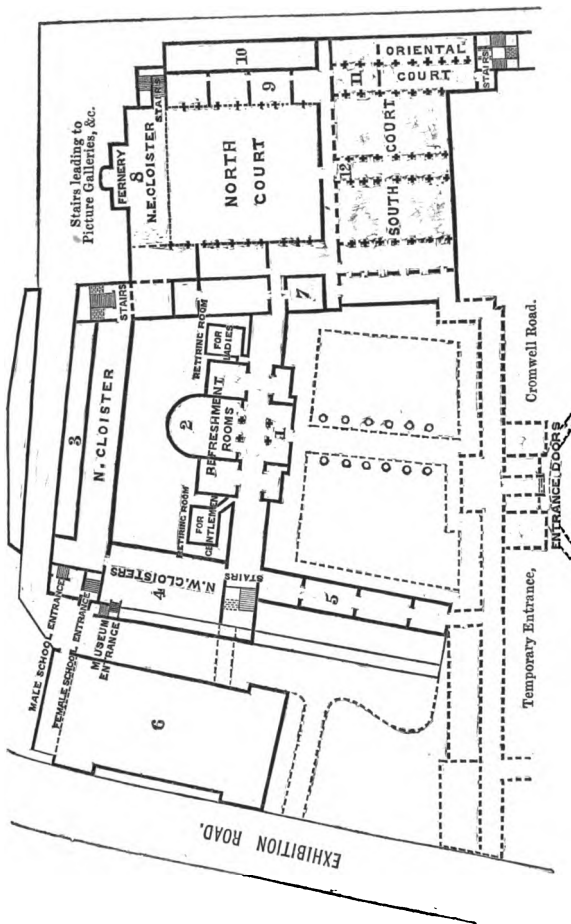 Stairs leading to
Picture Galleries, &c.
FERNERY
8
N.E. CLOISTER
STAIRS
10
9
NORTH
COURT
ORIENTAL
COURT
11
STAIRS
12
SOUTH COURT
STAIRS
7
3
N. CLOISTER
RETIRING ROOM
FOR
LADIES
2
REFRESHMENT
ROOMS
1
RETIRING ROOM
FOR
GENTLEMEN
MALE SCHOOL ENTRANCE
FEMALE SCHOOL ENTRANCE
MUSEUM
ENTRANCE
4
N.W. CLOISTERS
STAIRS
5
6
EXHIBITION ROAD.
Temporary Entrance,
Cromwell Road.
ENTRANCE DOORS